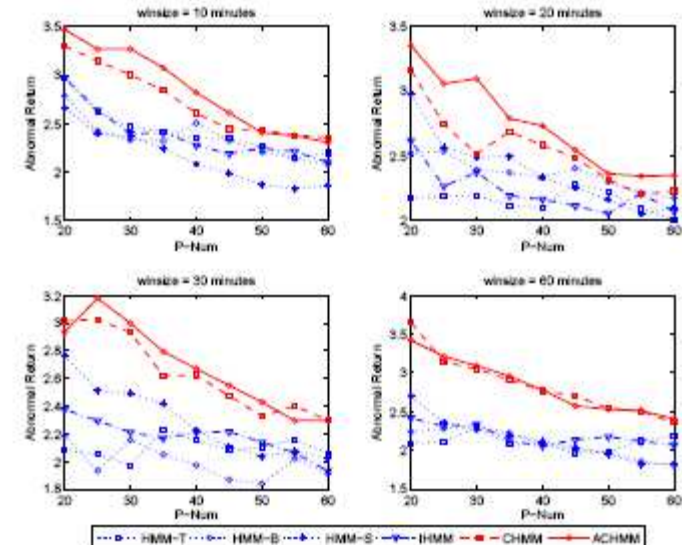 winsize = 10 minutes
3.5
3
2.5
2
1.5
20 30 40 50 60
Abnormal Return
P-Num
winsize = 20 minutes
3.5
3
2.5
2
20 30 40 50 60
Abnormal Return
P-Num
winsize = 30 minutes
3.2
3
2.8
2.6
2.4
2.2
2
1.8
20 30 40 50 60
Abnormal Return
P-Num
winsize = 60 minutes
4
3.5
3
2.5
2
1.5
20 30 40 50 60
Abnormal Return
P-Num
HMM-T HMM-B HMM-S IHMM CHMM ACHMM